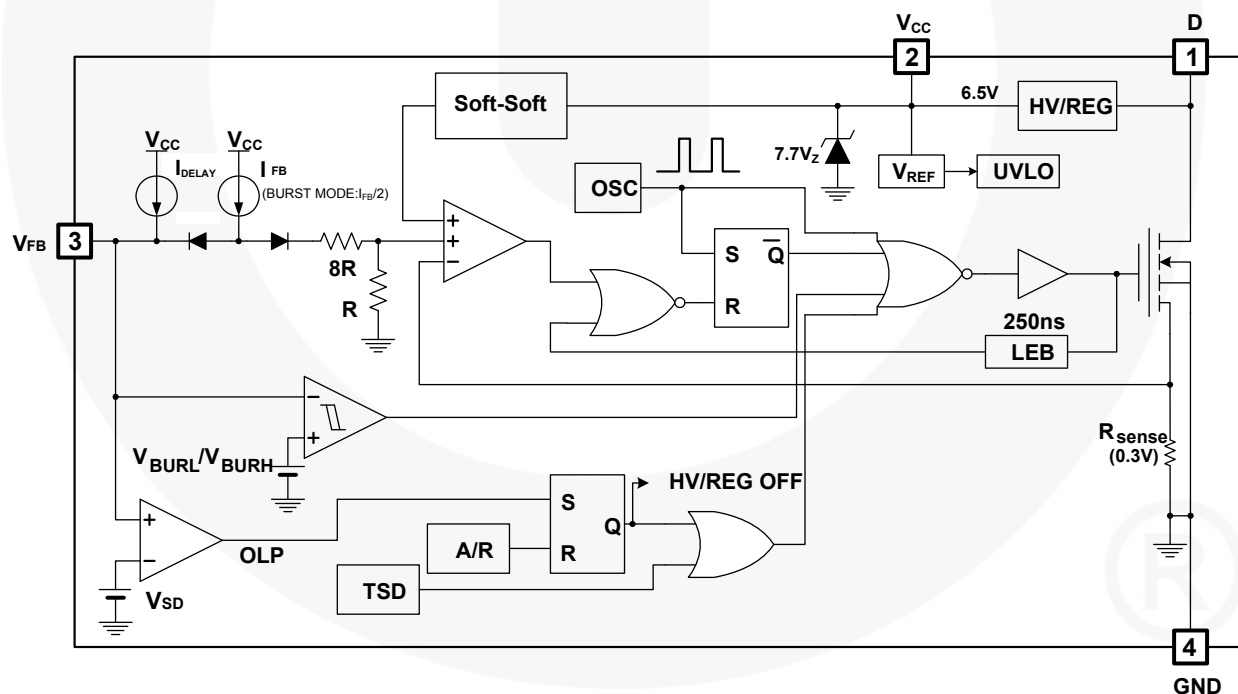 VCC
D
2
1
Soft-Soft
6.5V
HV/REG
VCC
VCC
7.7VZ
IDELAY
I FB
(BURST MODE:IFB/2)
OSC
VREF
UVLO
VFB
3
+
+
−
S
Q
R
8R
R
250ns
LEB
−
+
VBURL/VBURH
Rsense
(0.3V)
HV/REG OFF
S
Q
R
+
−
OLP
A/R
VSD
TSD
®
4
GND